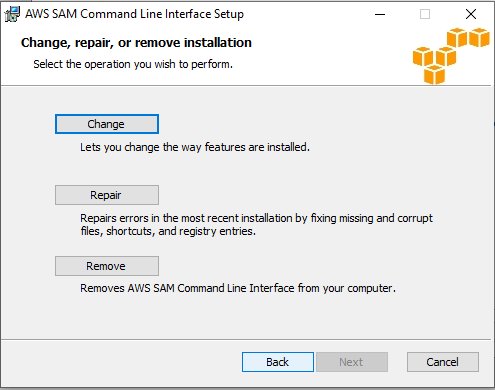 AWS SAM Command Line Interface Setup
Change, repair, or remove installation
Select the operation you wish to perform.
Change
Lets you change the way features are installed.
Repair
Repairs errors in the most recent installation by fixing missing and corrupt
files, shortcuts, and registry entries.
Remove
Removes AWS SAM Command Line Interface from your computer.
Back
Next
Cancel